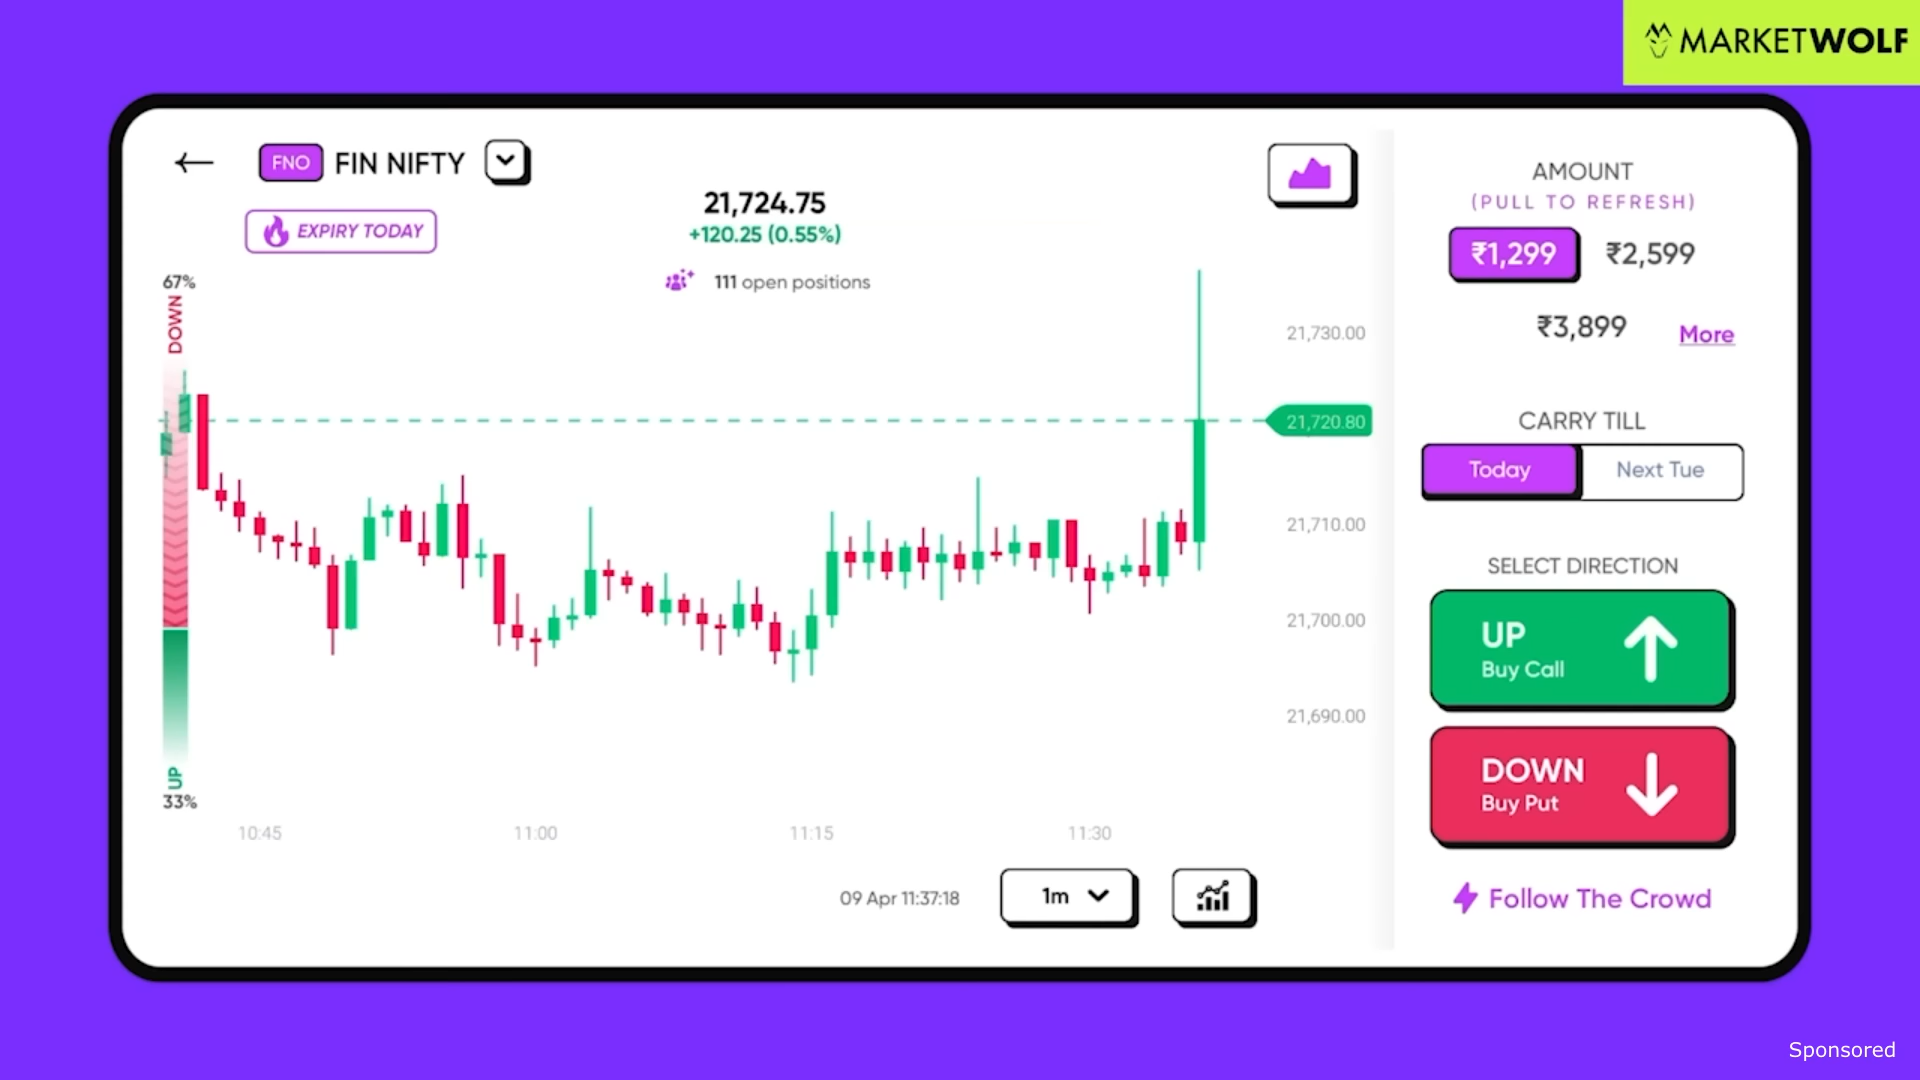 MARKETWOLF
FNO FIN NIFTY
EXPIRY TODAY
21,724.75
+120.25 (0.55%)
111 open positions
67%
DOWN
UP
33%
21,730.00
21,720.80
21,710.00
21,700.00
21,690.00
10:45 11:00 11:15 11:30
09 Apr 11:37:18 1m
AMOUNT
(PULL TO REFRESH)
₹1,299 ₹2,599
₹3,899 More
CARRY TILL
Today Next Tue
SELECT DIRECTION
UP
Buy Call
DOWN
Buy Put
Follow The Crowd
Sponsored